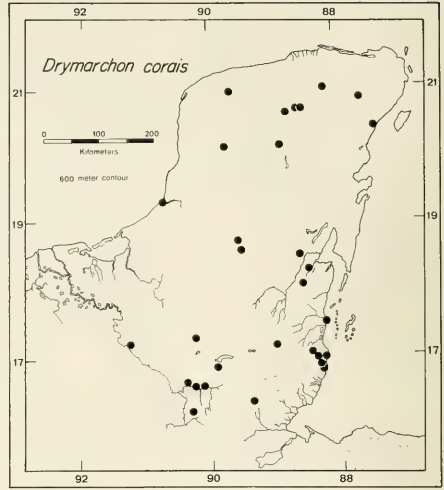 92 90 88
Drymarchon corais
21 21
0 100 200
Kilometers
600 meter contour
19 19
17 17
92 90 88